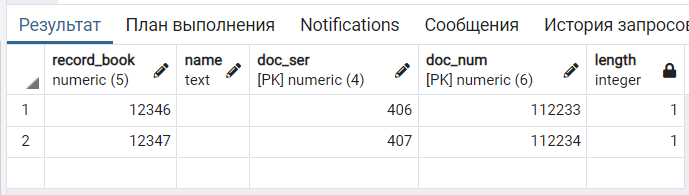 Результат План выполнения Notifications Сообщения История запросов
record_book name doc_ser doc_num length
numeric (5) text [PK] numeric (4) [PK] numeric (6) integer
1 12346 406 112233 1
2 12347 407 112234 1